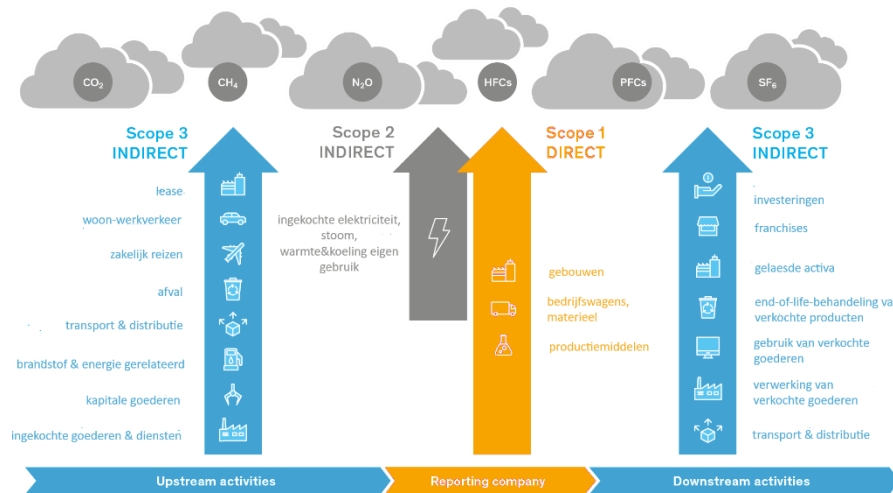 CO₂
CH₄
N₂O
HFCs
PFCs
SF₆
Scope 3
INDIRECT
lease
woon-werkverkeer
zakelijk reizen
afval
transport & distributie
brandstof & energie gerelateerd
kapitale goederen
ingekochte goederen & diensten
Scope 2
INDIRECT
ingekochte elektriciteit,
stoom,
warmte&koeling eigen
gebruik
Scope 1
DIRECT
gebouwen
bedrijfswagens,
materieel
productiemiddelen
Scope 3
INDIRECT
investeringen
franchises
gelaesde activa
end-of-life-behandeling va
verkochte producten
gebruik van verkochte
goederen
verwerking van
verkochte goederen
transport & distributie
Upstream activities
Reporting company
Downstream activities